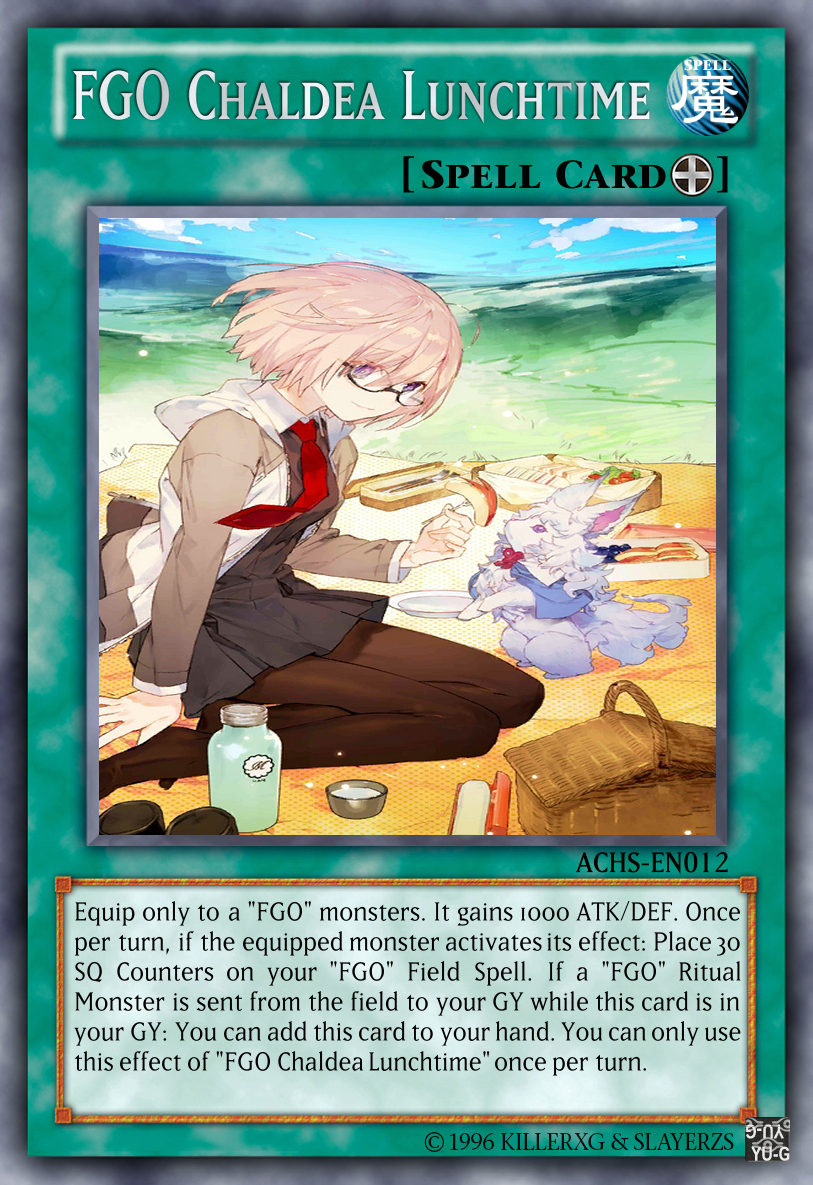 FGO CHALDEA LUNCHTIME
SPELL
魔
[SPELL CARD]
ACHS-EN012
Equip only to a "FGO" monsters. It gains 1000 ATK/DEF. Once
per turn, if the equipped monster activates its effect: Place 30
SQ Counters on your "FGO" Field Spell. If a "FGO" Ritual
Monster is sent from the field to your GY while this card is in
your GY: You can add this card to your hand. You can only use
this effect of "FGO Chaldea Lunchtime" once per turn.
© 1996 KILLERXG & SLAYERZS
YU-G